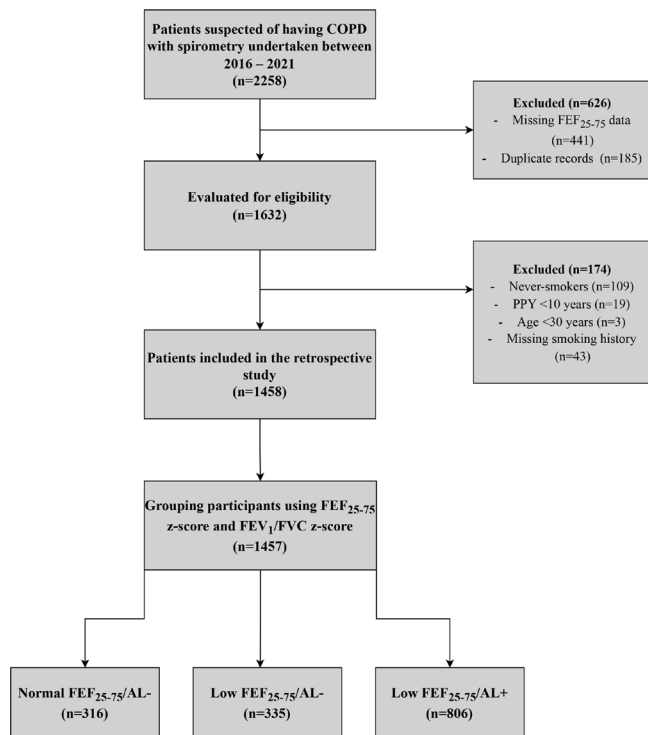 Patients suspected of having COPD
with spirometry undertaken between
2016 – 2021
(n=2258)
Excluded (n=626)
- Missing FEF25-75 data
(n=441)
- Duplicate records (n=185)
Evaluated for eligibility
(n=1632)
Excluded (n=174)
- Never-smokers (n=109)
- PPY <10 years (n=19)
- Age <30 years (n=3)
- Missing smoking history
(n=43)
Patients included in the retrospective
study
(n=1458)
Grouping participants using FEF25-75
z-score and FEV1/FVC z-score
(n=1457)
Normal FEF25-75/AL-
(n=316)
Low FEF25-75/AL-
(n=335)
Low FEF25-75/AL+
(n=806)